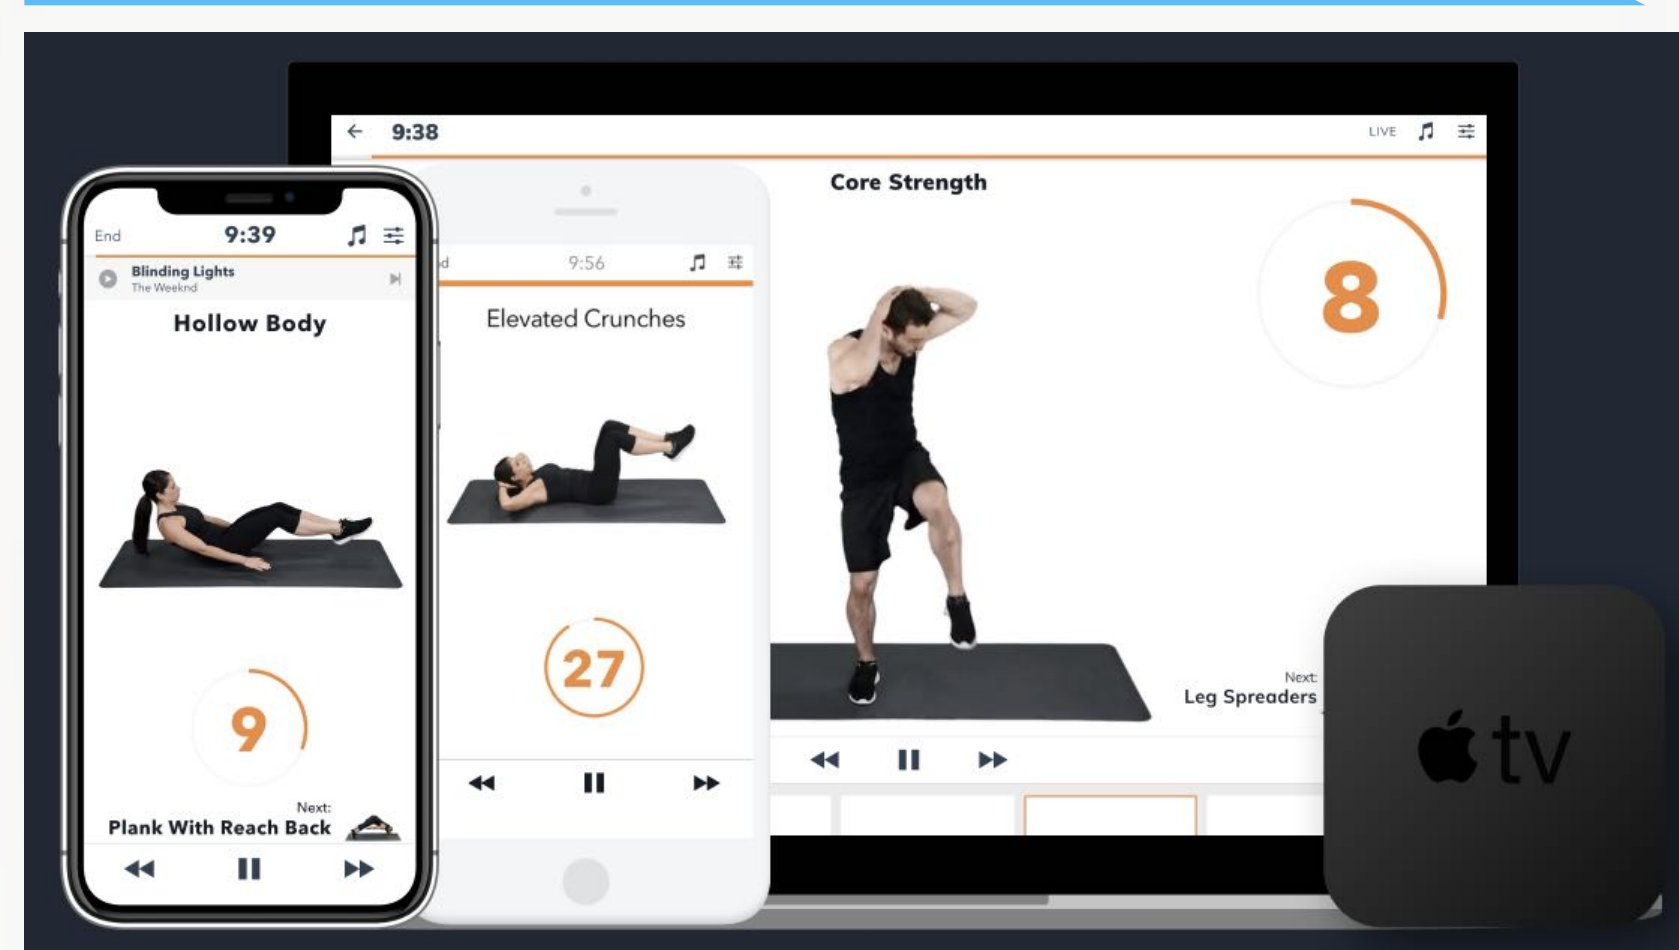 9:38
LIVE
Core Strength
8
Next:
Leg Spreaders
End
9:39
Blinding Lights
The Weeknd
Hollow Body
9
Next:
Plank With Reach Back
9:56
Elevated Crunches
27
tv